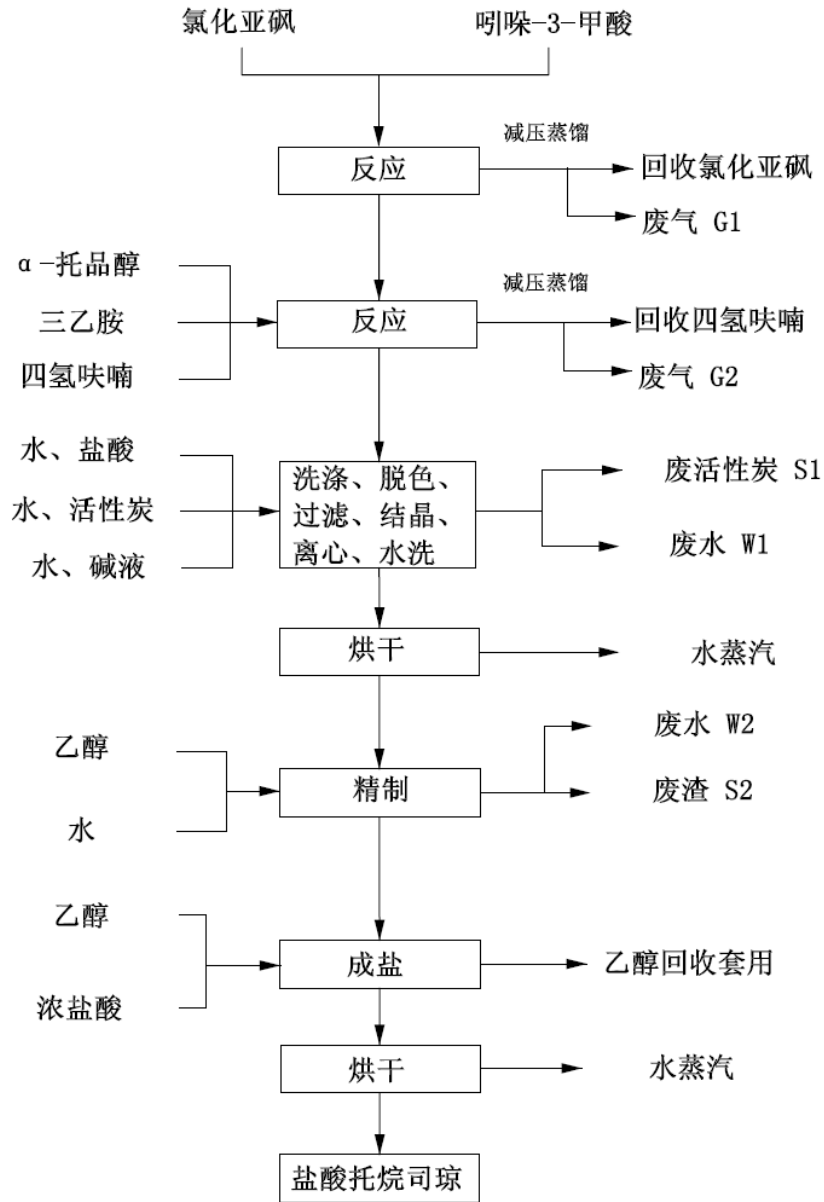 氯化亚砜
吲哚-3-甲酸
减压蒸馏
反应
回收氯化亚砜
废气 G1
α-托品醇
三乙胺
四氢呋喃
减压蒸馏
反应
回收四氢呋喃
废气 G2
水、盐酸
水、活性炭
水、碱液
洗涤、脱色、
过滤、结晶、
离心、水洗
废活性炭 S1
废水 W1
烘干
水蒸汽
乙醇
水
精制
废水 W2
废渣 S2
乙醇
浓盐酸
成盐
乙醇回收套用
烘干
水蒸汽
盐酸托烷司琼